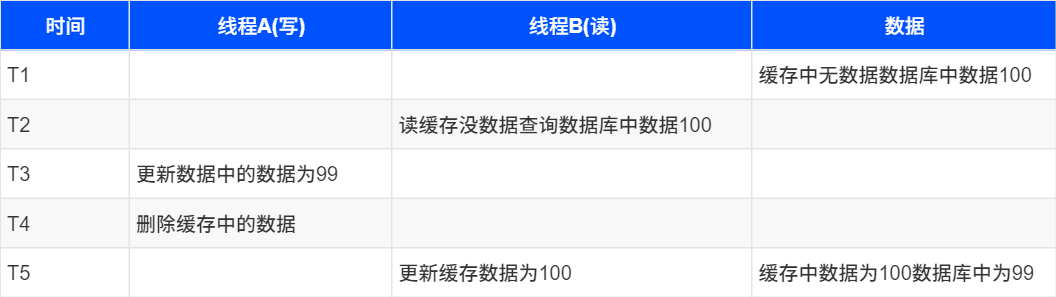 时间 线程A(写) 线程B(读) 数据
T1 缓存中无数据数据库中数据100
T2 读缓存没数据查询数据库中数据100
T3 更新数据中的数据为99
T4 删除缓存中的数据
T5 更新缓存数据为100 缓存中数据为100数据库中为99